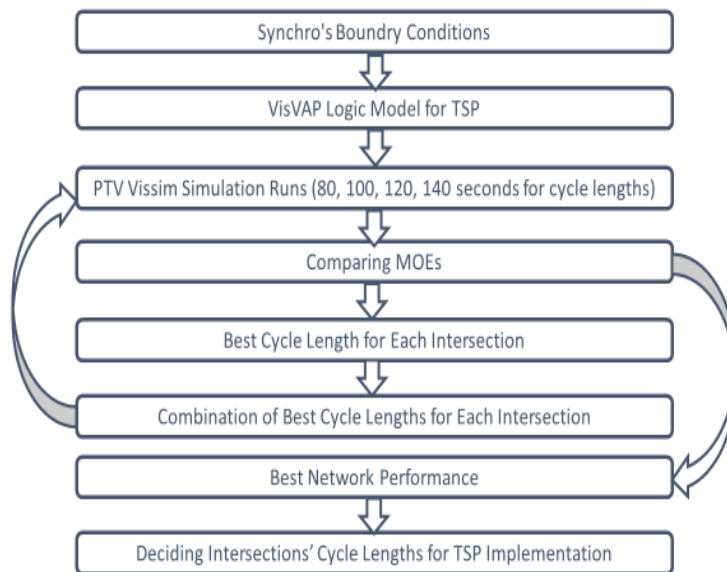 Synchro's Boundry Conditions
VisVAP Logic Model for TSP
PTV Vissim Simulation Runs (80, 100, 120, 140 seconds for cycle lengths)
Comparing MOEs
Best Cycle Length for Each Intersection
Combination of Best Cycle Lengths for Each Intersection
Best Network Performance
Deciding Intersections' Cycle Lengths for TSP Implementation